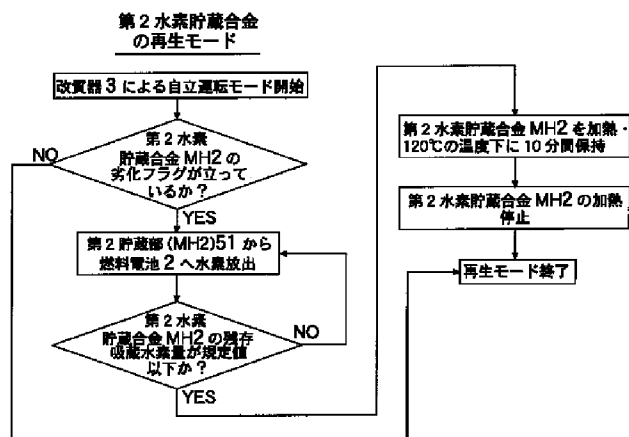 第2水素貯蔵合金
の再生モード
改質器3による自立運転モード開始
第2水素
貯蔵合金MH2の
劣化フラグが立って
いるか？
NO
YES
第2貯蔵部(MH2)51から
燃料電池2へ水素放出
第2水素
貯蔵合金MH2の残存
吸蔵水素量が規定値
以下か？
NO
YES
第2水素貯蔵合金MH2を加熱・
120℃の温度下に10分間保持
第2水素貯蔵合金MH2の加熱
停止
再生モード終了